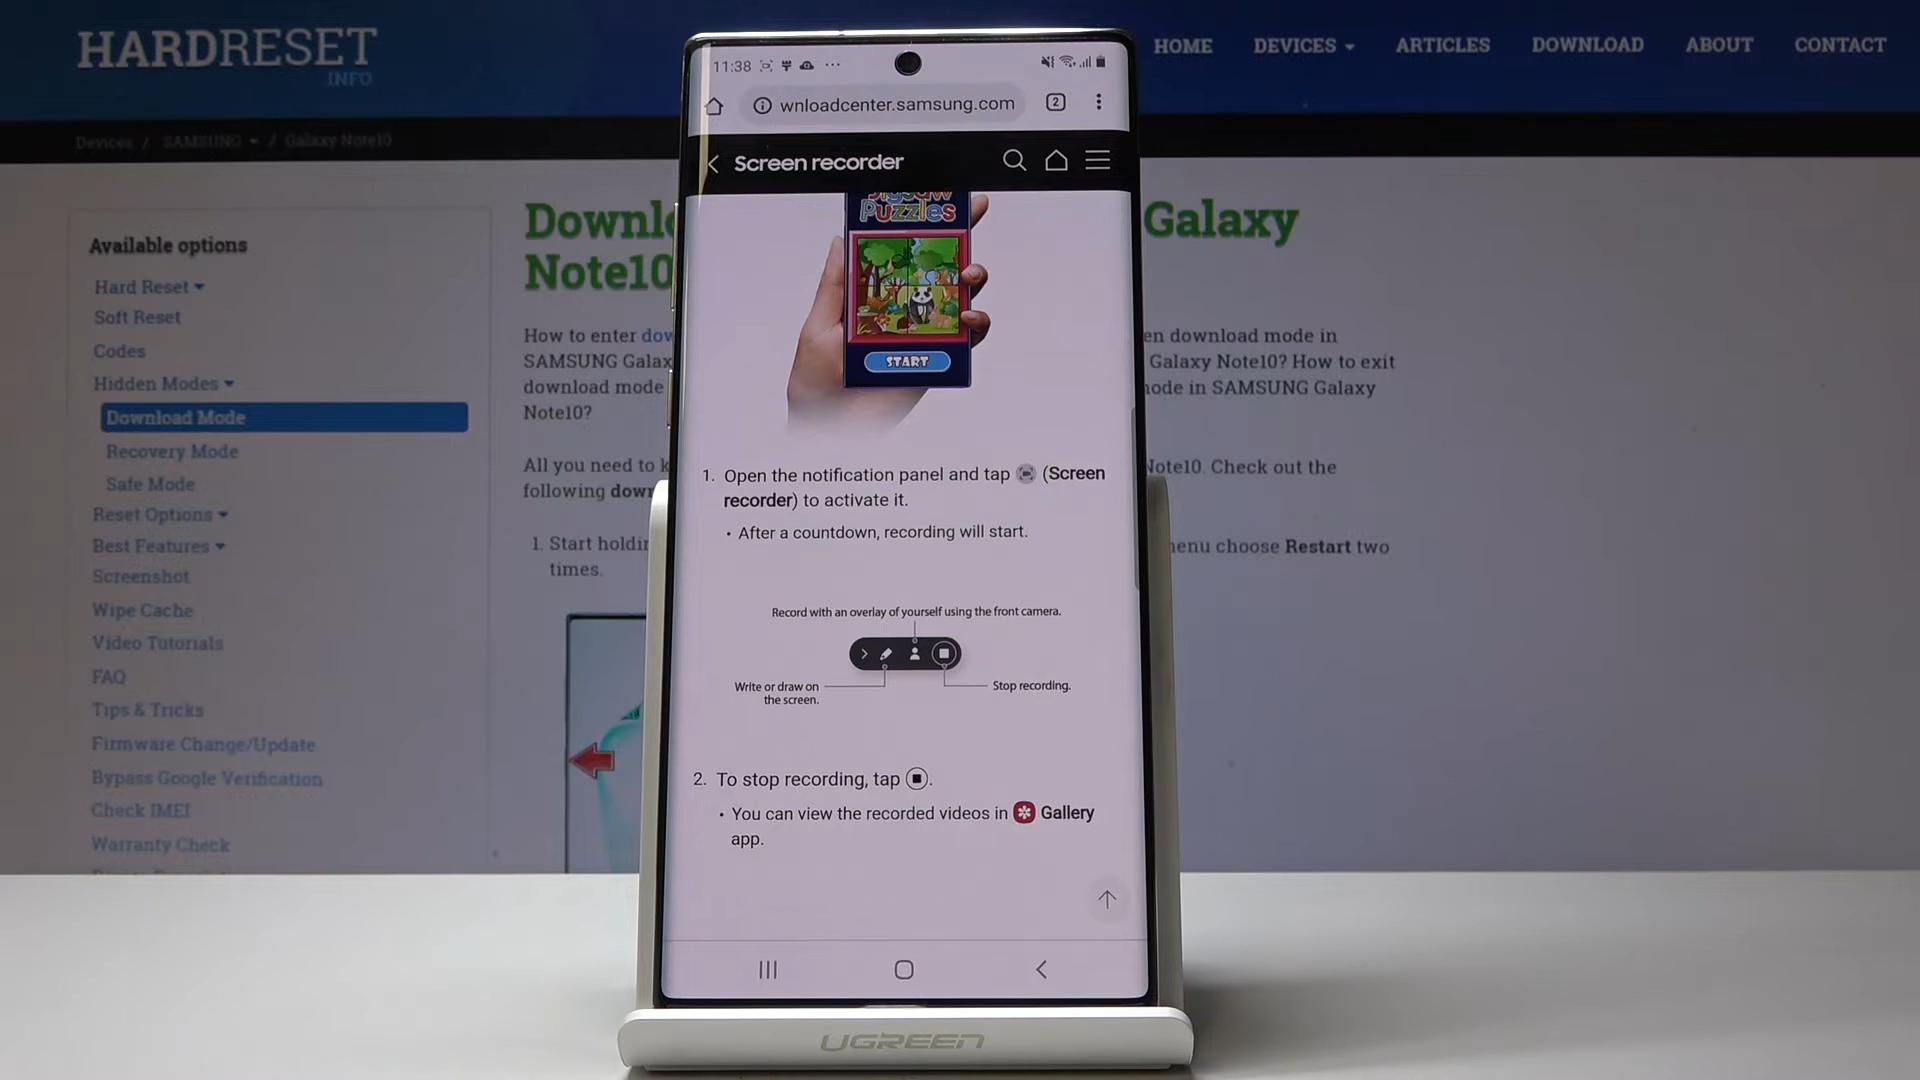 HARDRESET
.INFO
HOME DEVICES ARTICLES DOWNLOAD ABOUT CONTACT
Devices / SAMSUNG / Galaxy Note10
Available options
Hard Reset
Soft Reset
Codes
Hidden Modes
Download Mode
Recovery Mode
Safe Mode
Reset Options
Best Features
Screenshot
Wipe Cache
Video Tutorials
FAQ
Tips & Tricks
Firmware Change/Update
Bypass Google Verification
Check IMEI
Warranty Check
Galaxy
Note10
How to enter
en download mode in
SAMSUNG
Galaxy Note10? How to exit
download mode
in SAMSUNG Galaxy
Note10?
All you need to
Note10. Check out the
following
1. Start
menu choose Restart two
times.
11:38
wnloadcenter.samsung.com
2
Screen recorder
Jigsaw
Puzzles
START
1. Open the notification panel and tap (Screen
recorder) to activate it.
• After a countdown, recording will start.
Record with an overlay of yourself using the front camera.
Write or draw on
the screen.
Stop recording.
2. To stop recording, tap .
• You can view the recorded videos in Gallery
app.
UGREEN